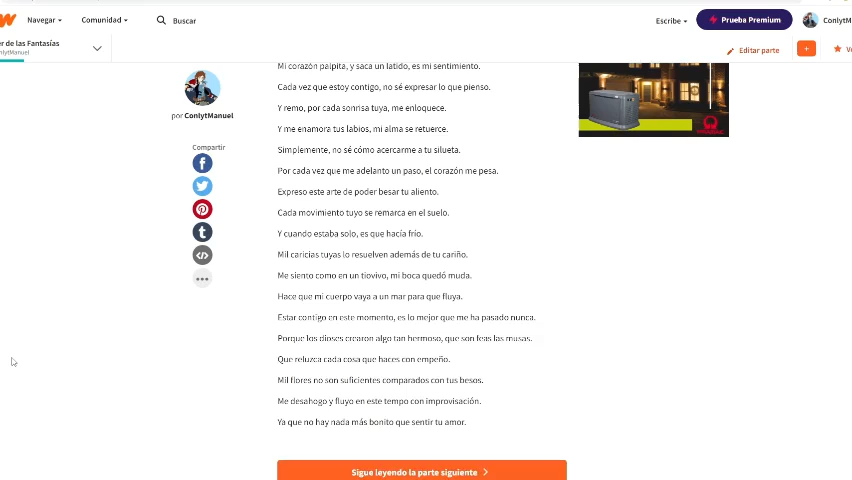 Navegar
Comunidad
Buscar
Escribe
Prueba Premium
ConlytM
er de las Fantasías
nlytManuel
Editar parte
+
por ConlytManuel
Compartir
Mi corazón palpita, y saca un latido, es mi sentimiento.
Cada vez que estoy contigo, no sé expresar lo que pienso.
Y remo, por cada sonrisa tuya, me enloquece.
Y me enamora tus labios, mi alma se retuerce.
Simplemente, no sé cómo acercarme a tu silueta.
Por cada vez que me adelanto un paso, el corazón me pesa.
Expreso este arte de poder besar tu aliento.
Cada movimiento tuyo se remarca en el suelo.
Y cuando estaba solo, es que hacía frío.
Mil caricias tuyas lo resuelven además de tu cariño.
Me siento como en un tiovivo, mi boca quedó muda.
Hace que mi cuerpo vaya a un mar para que fluya.
Estar contigo en este momento, es lo mejor que me ha pasado nunca.
Porque los dioses crearon algo tan hermoso, que son feas las musas.
Que reluzca cada cosa que haces con empeño.
Mil flores no son suficientes comparados con tus besos.
Me desahogo y fluyo en este tempo con improvisación.
Ya que no hay nada más bonito que sentir tu amor.
Sigue leyendo la parte siguiente